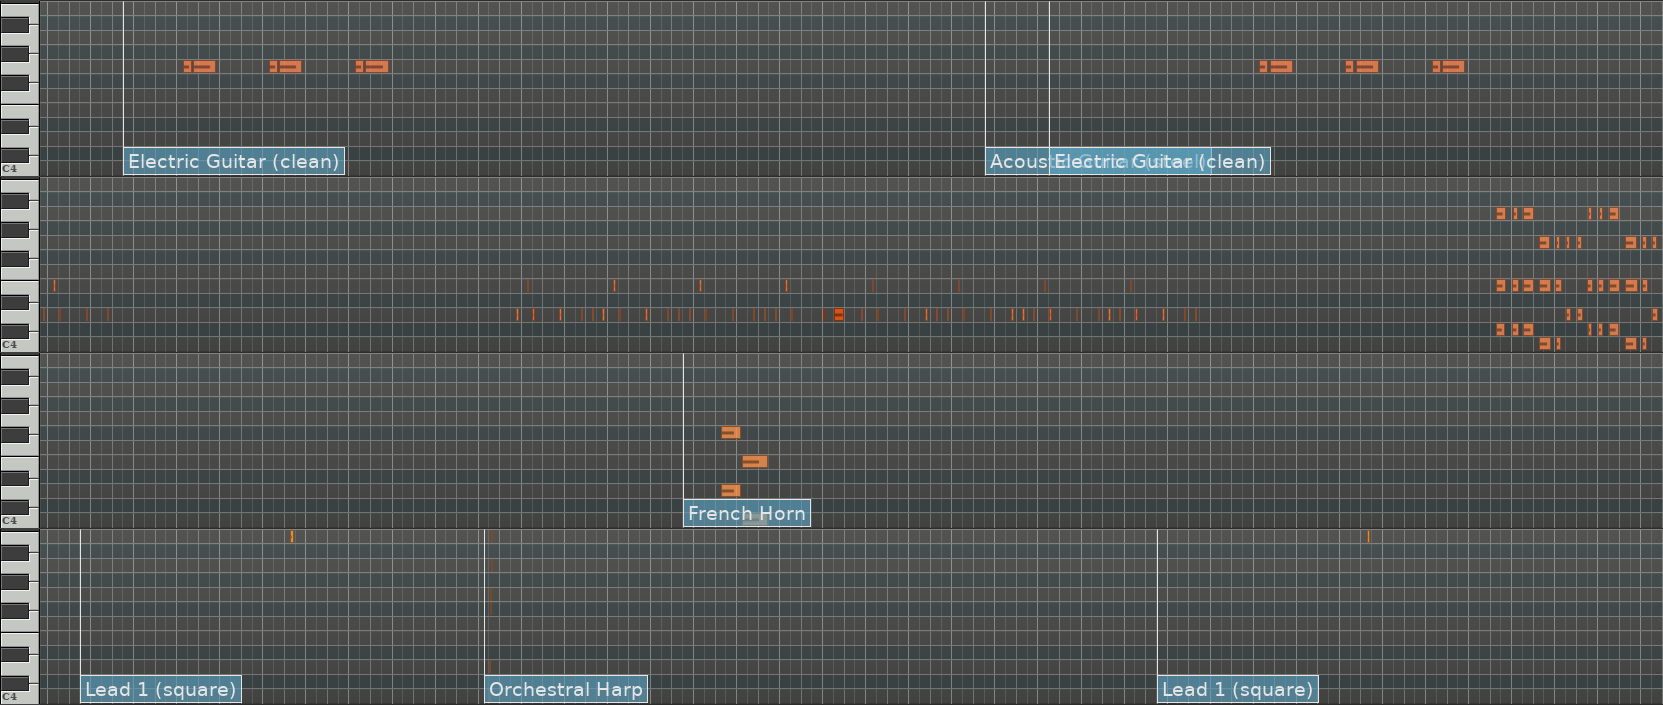 Electric Guitar (clean)
Acous Electric Guitar (clean)
C4
C4
French Horn
C4
Lead 1 (square)
Orchestral Harp
Lead 1 (square)
C4